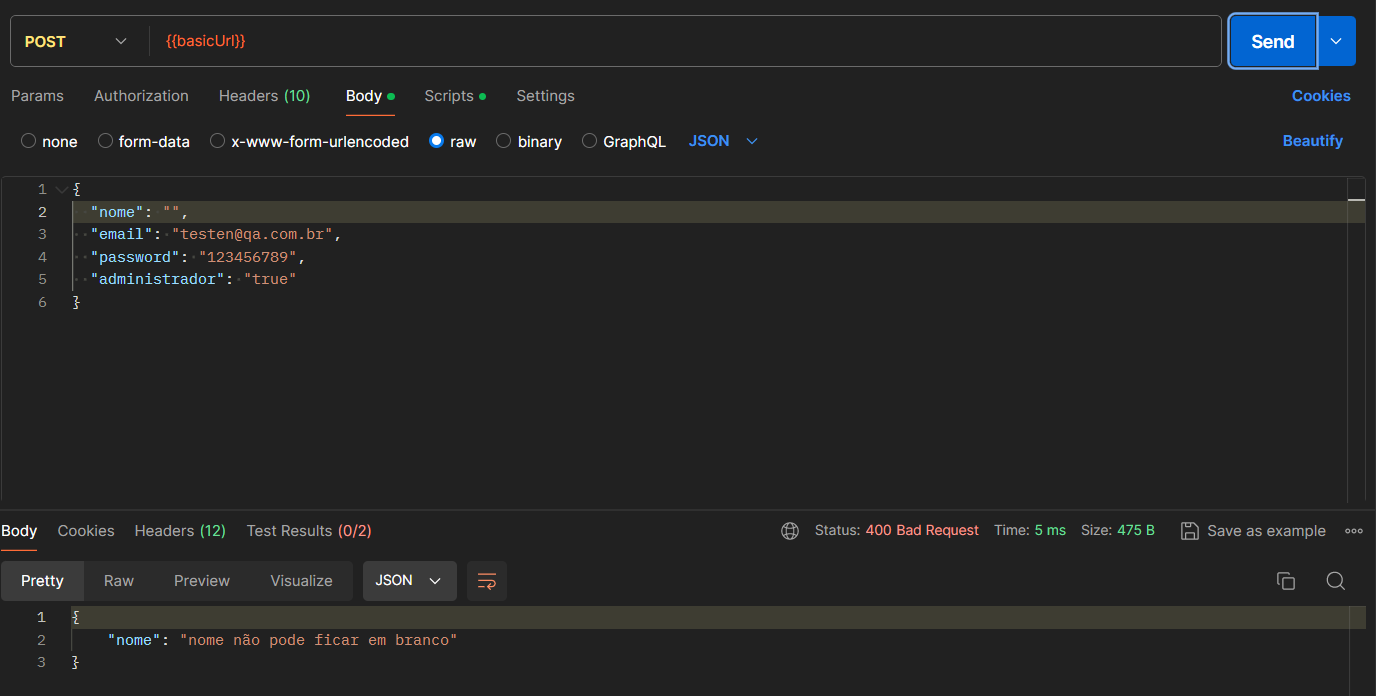 POST {{basicUrl}} Send
Params Authorization Headers (10) Body Scripts Settings Cookies
none form-data x-www-form-urlencoded raw binary GraphQL JSON Beautify
1 {
2 "nome": "",
3 "email": "testen@qa.com.br",
4 "password": "123456789",
5 "administrador": "true"
6 }
Body Cookies Headers (12) Test Results (0/2) Status: 400 Bad Request Time: 5 ms Size: 475 B Save as example
Pretty Raw Preview Visualize JSON
1 {
2 "nome": "nome não pode ficar em branco"
3 }